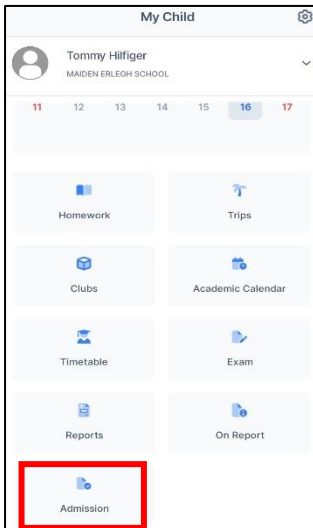 My Child
Tommy Hilfiger
MAIDEN ERLEGH SCHOOL
11 12 13 14 15 16 17
Homework Trips
Clubs Academic Calendar
Timetable Exam
Reports On Report
Admission